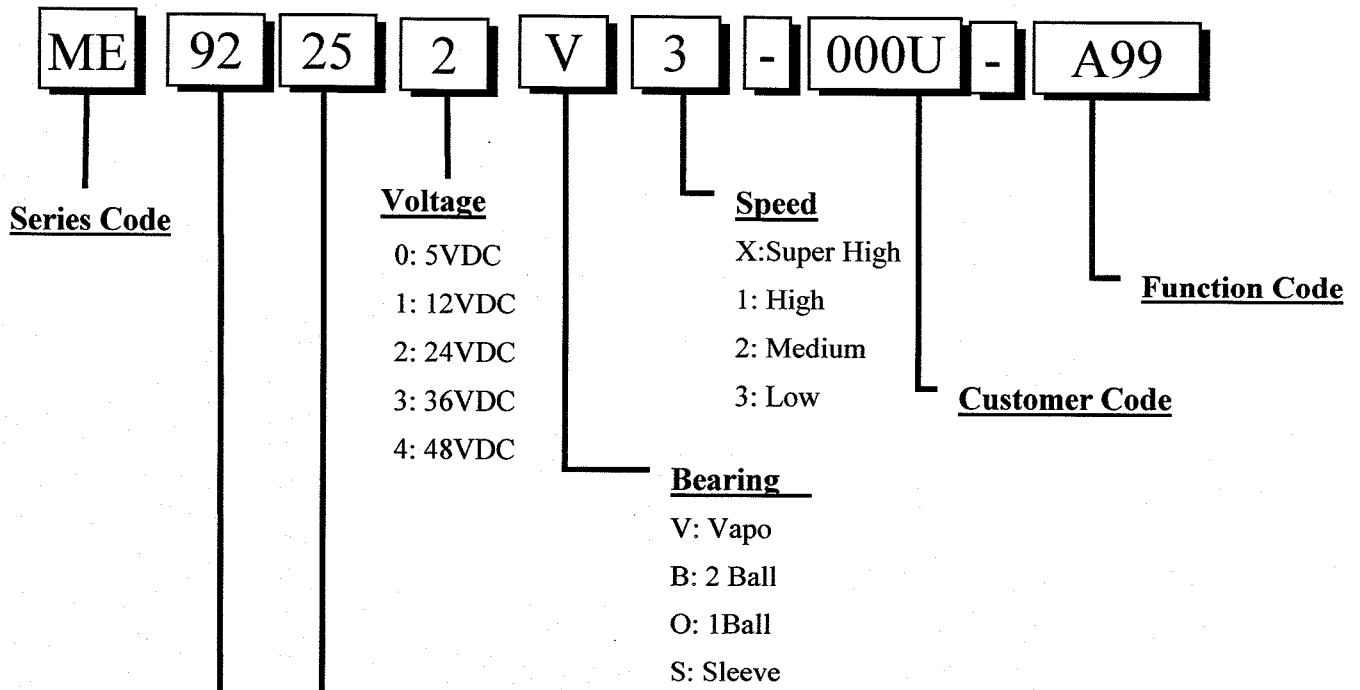 ME 92 25 2 V 3 - 000U - A99
Series Code
Voltage
0: 5VDC
1: 12VDC
2: 24VDC
3: 36VDC
4: 48VDC
Speed
X:Super High
1: High
2: Medium
3: Low
Function Code
Customer Code
Bearing
V: Vapo
B: 2 Ball
O: 1Ball
S: Sleeve